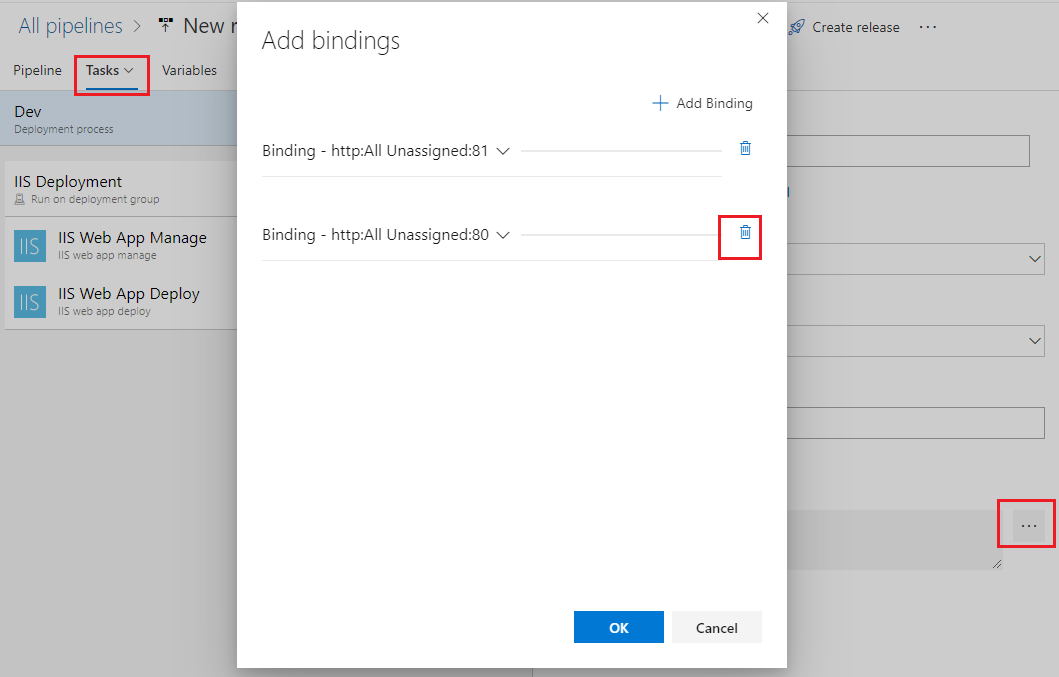 All pipelines > New r
Create release ...
Pipeline Tasks Variables
Dev
Deployment process
IIS Deployment
Run on deployment group
IIS IIS Web App Manage
IIS web app manage
IIS IIS Web App Deploy
IIS web app deploy
Add bindings
+ Add Binding
Binding - http:All Unassigned:81
Binding - http:All Unassigned:80
...
OK Cancel